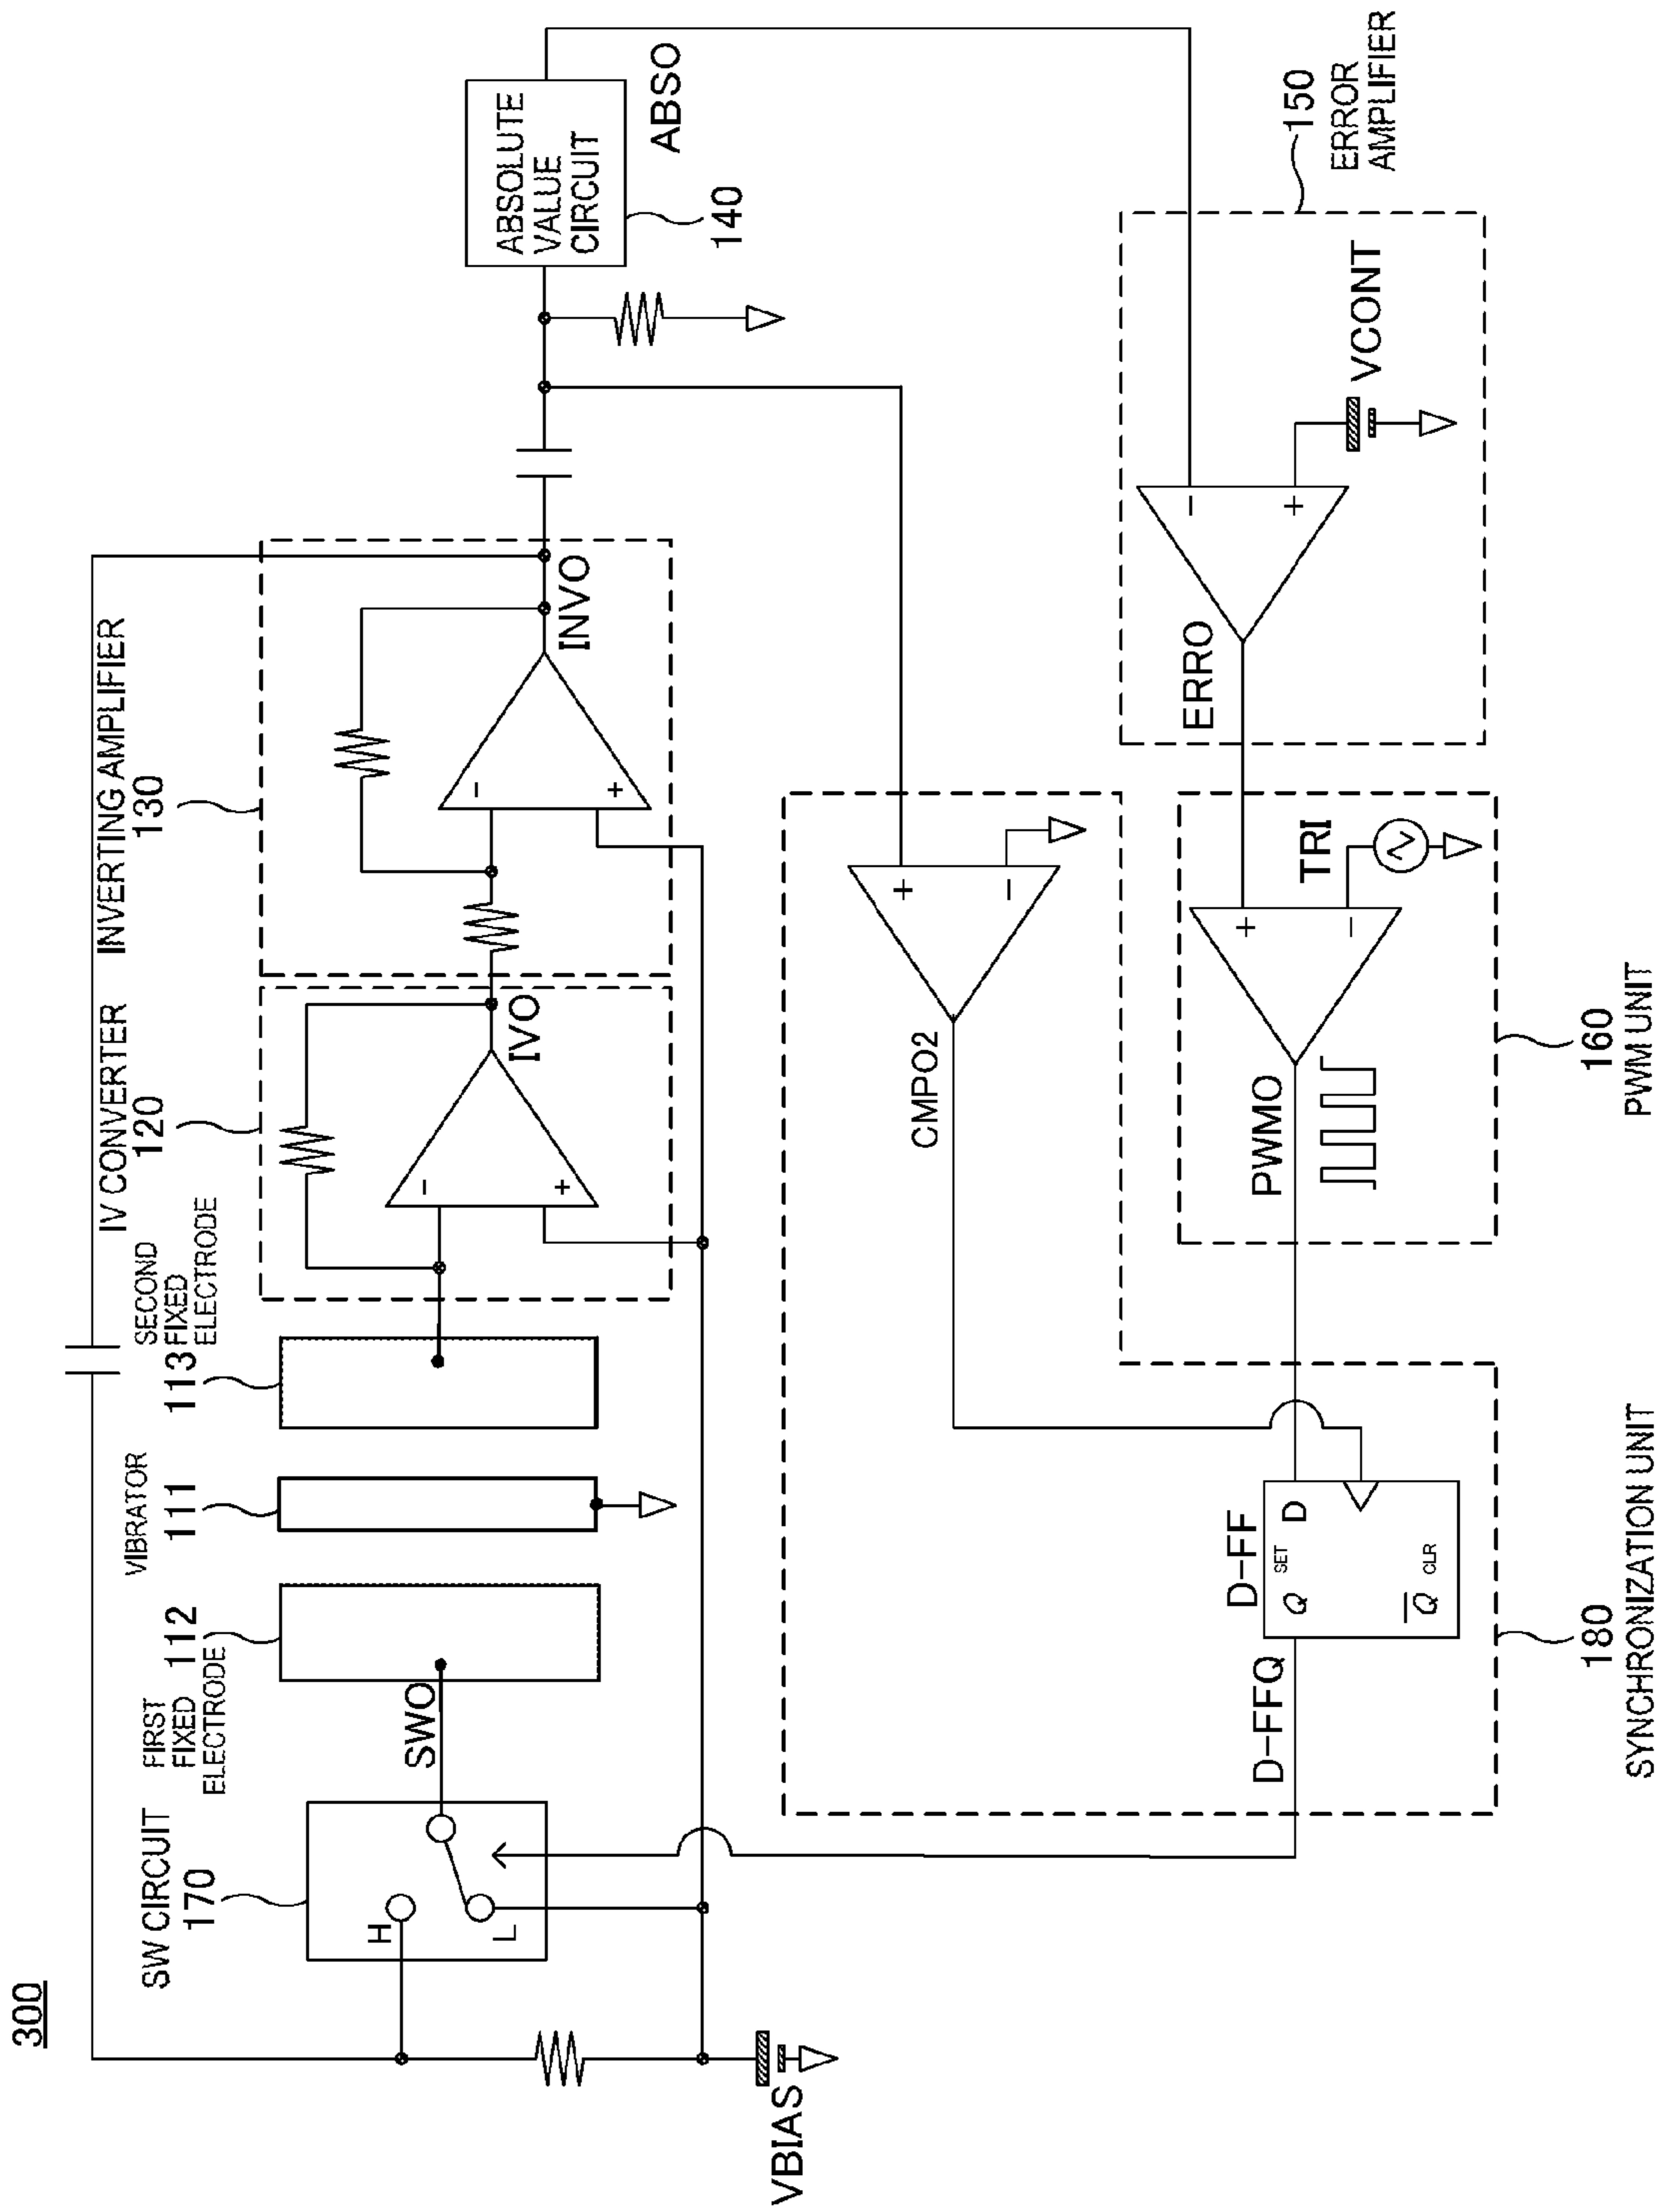 300
SW CIRCUIT
170
H
L
SWO
FIRST
FIXED
ELECTRODE
112
VIBRATOR
111
SECOND
FIXED
ELECTRODE
113
IV CONVERTER
120
−
+
IVO
INVERTING AMPLIFIER
130
−
+
INVO
ABSOLUTE
VALUE
CIRCUIT
140
ABSO
VBIAS
CMPO2
+
−
D-FFQ
D-FF
Q
SET
D
Q
CLR
180
SYNCHRONIZATION UNIT
PWMO
+
−
TRI
160
PWM UNIT
ERRO
−
+
VCONT
150
ERROR
AMPLIFIER